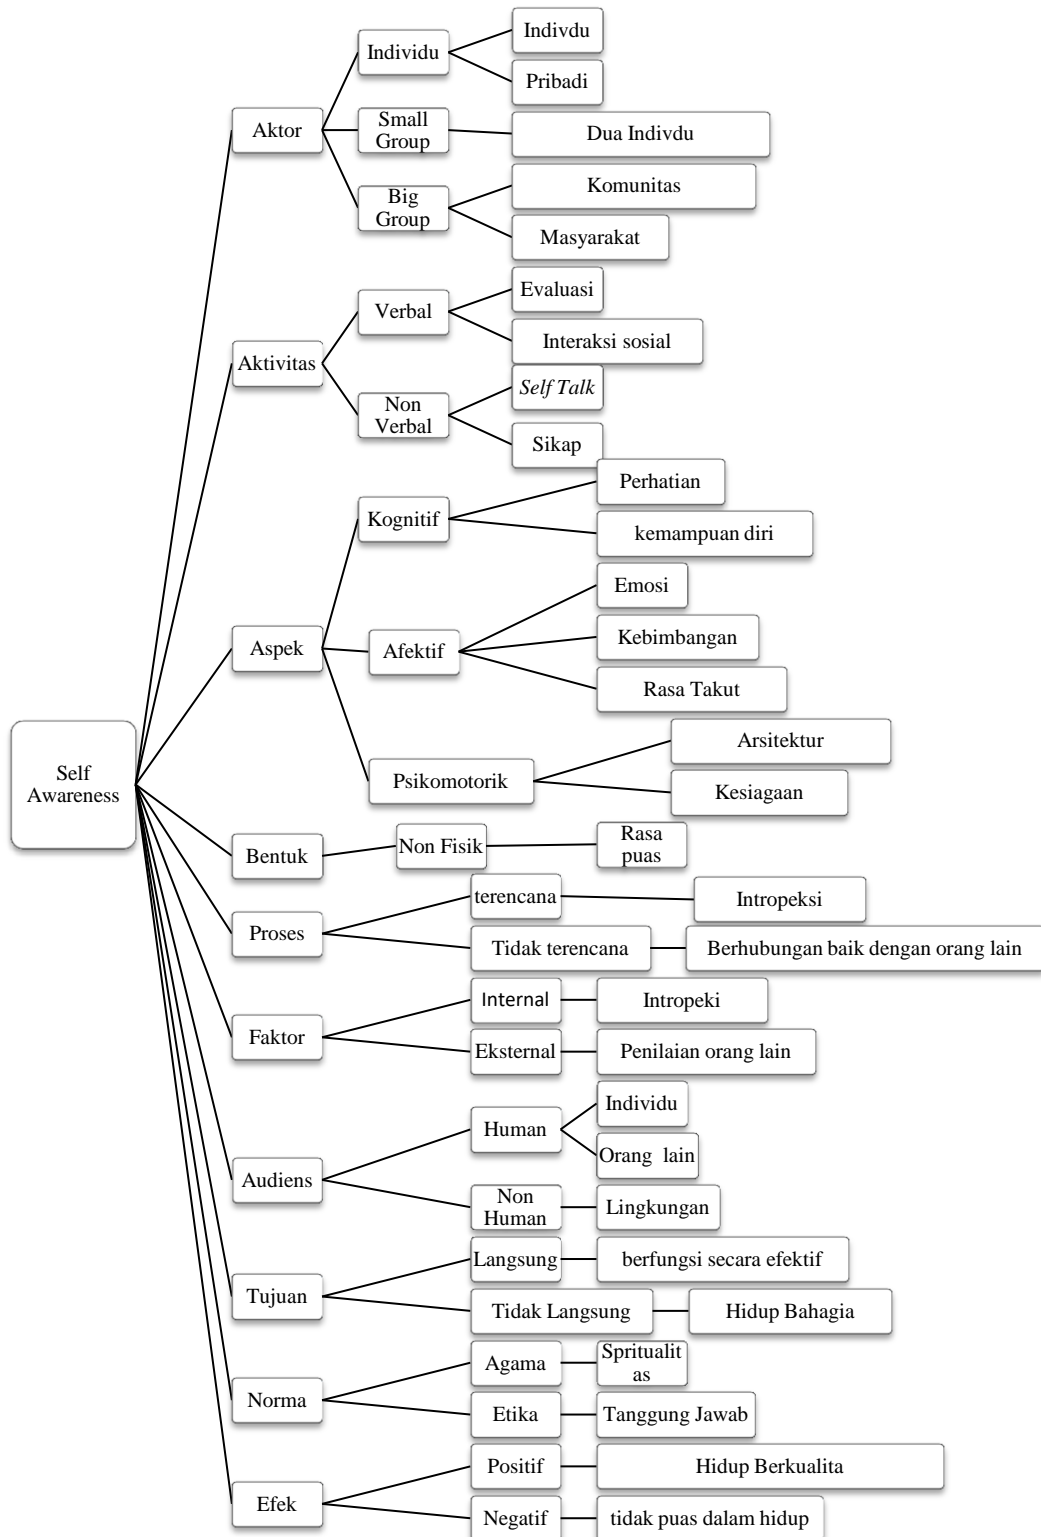 Self
Awareness
Aktor
Individu
Indivdu
Pribadi
Small
Group
Dua Indivdu
Big
Group
Komunitas
Masyarakat
Aktivitas
Verbal
Evaluasi
Interaksi sosial
Non
Verbal
Self Talk
Sikap
Aspek
Kognitif
Perhatian
kemampuan diri
Afektif
Emosi
Kebimbangan
Rasa Takut
Psikomotorik
Arsitektur
Kesiagaan
Bentuk
Non Fisik
Rasa
puas
Proses
terencana
Intropeksi
Tidak terencana
Berhubungan baik dengan orang lain
Faktor
Internal
Intropeki
Eksternal
Penilaian orang lain
Audiens
Human
Individu
Orang lain
Non
Human
Lingkungan
Tujuan
Langsung
berfungsi secara efektif
Tidak Langsung
Hidup Bahagia
Norma
Agama
Spritualit
as
Etika
Tanggung Jawab
Efek
Positif
Hidup Berkualita
Negatif
tidak puas dalam hidup